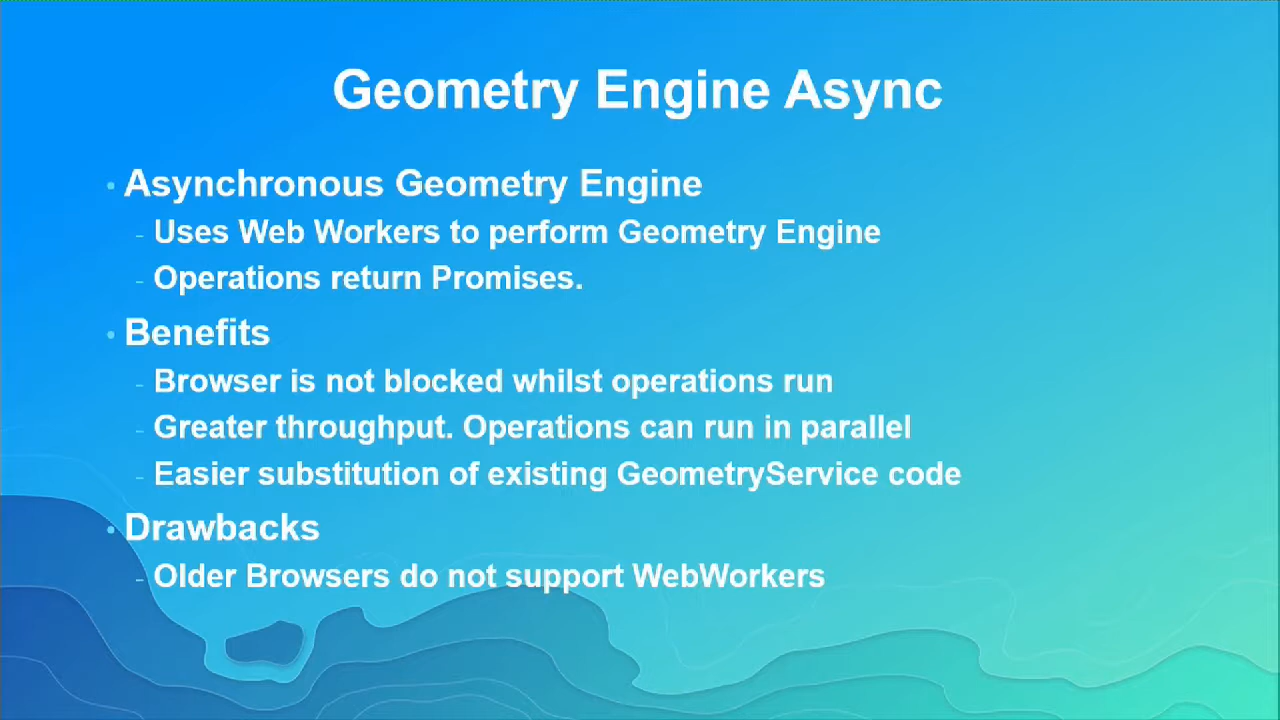 Geometry Engine Async
• Asynchronous Geometry Engine
- Uses Web Workers to perform Geometry Engine
- Operations return Promises.
• Benefits
- Browser is not blocked whilst operations run
- Greater throughput. Operations can run in parallel
- Easier substitution of existing GeometryService code
• Drawbacks
- Older Browsers do not support WebWorkers